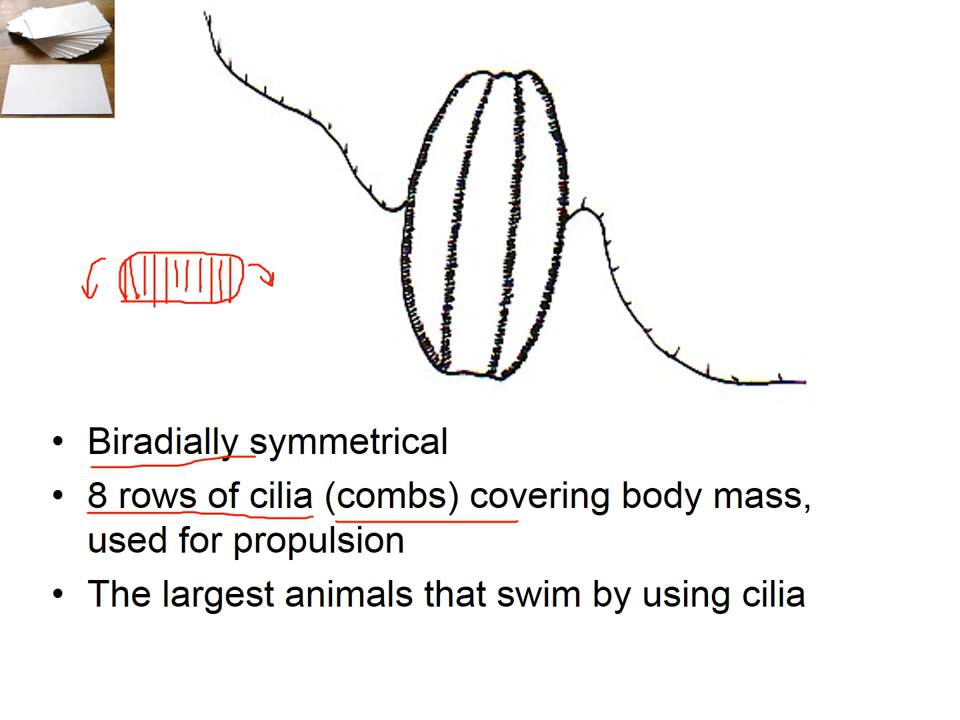 • Biradially symmetrical
• 8 rows of cilia (combs) covering body mass,
used for propulsion
• The largest animals that swim by using cilia